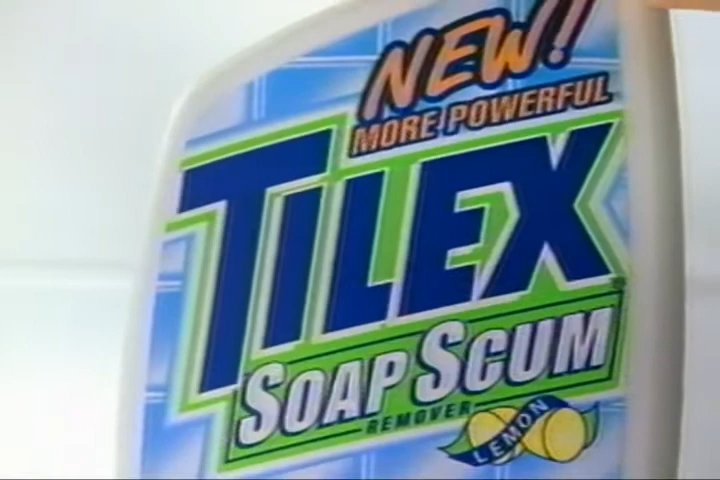 NEW!
MORE POWERFUL
TILEX
SOAP SCUM
REMOVER
LEMON